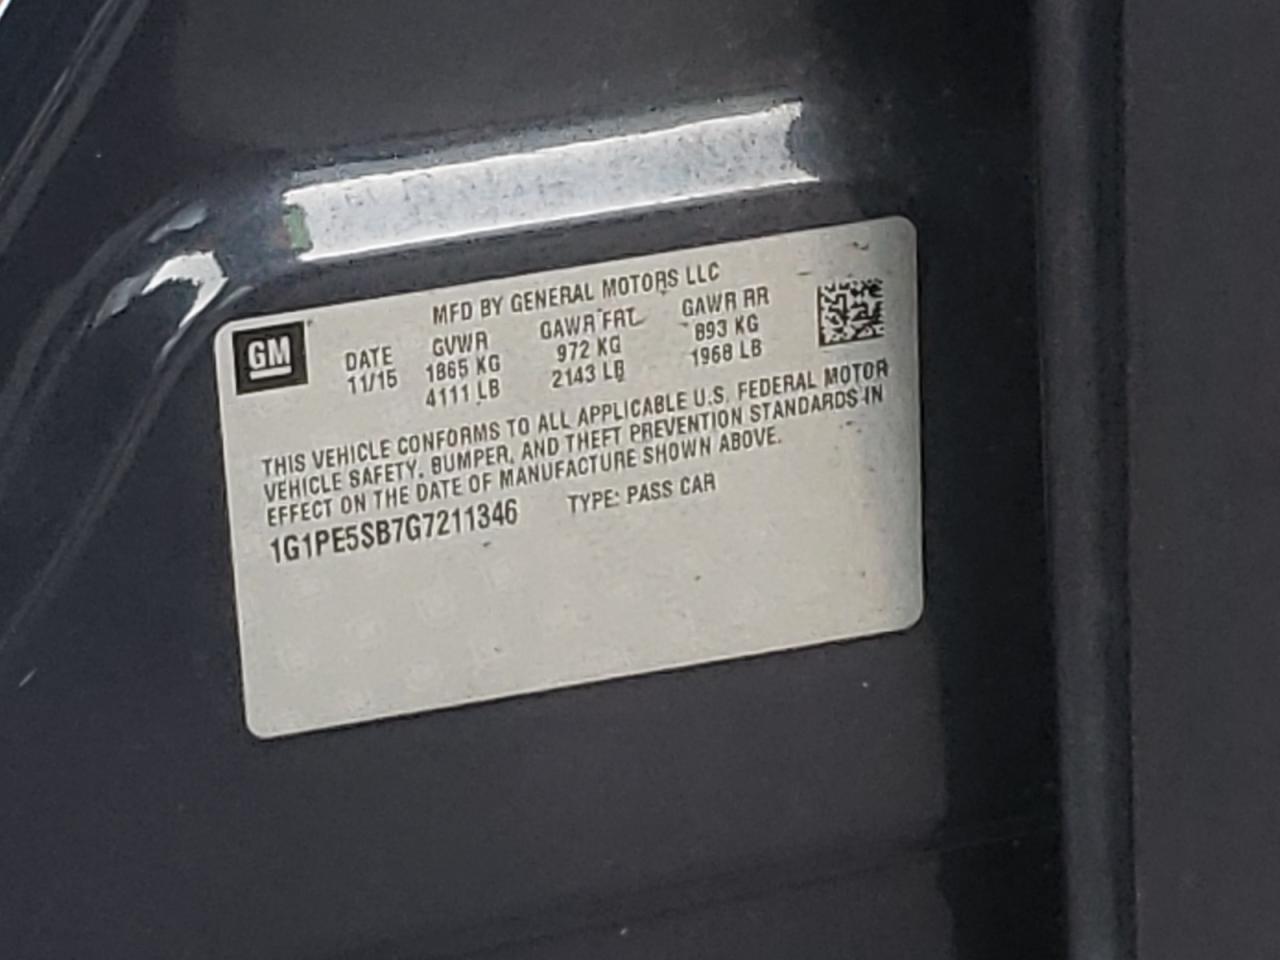 MFD BY GENERAL MOTORS LLC
GM
DATE GVWR GAWR FRT GAWR RR
11/15 1865 KG 972 KG 893 KG
4111 LB 2143 LB 1968 LB
THIS VEHICLE CONFORMS TO ALL APPLICABLE U.S. FEDERAL MOTOR
VEHICLE SAFETY, BUMPER, AND THEFT PREVENTION STANDARDS IN
EFFECT ON THE DATE OF MANUFACTURE SHOWN ABOVE.
1G1PE5SB7G7211346 TYPE: PASS CAR